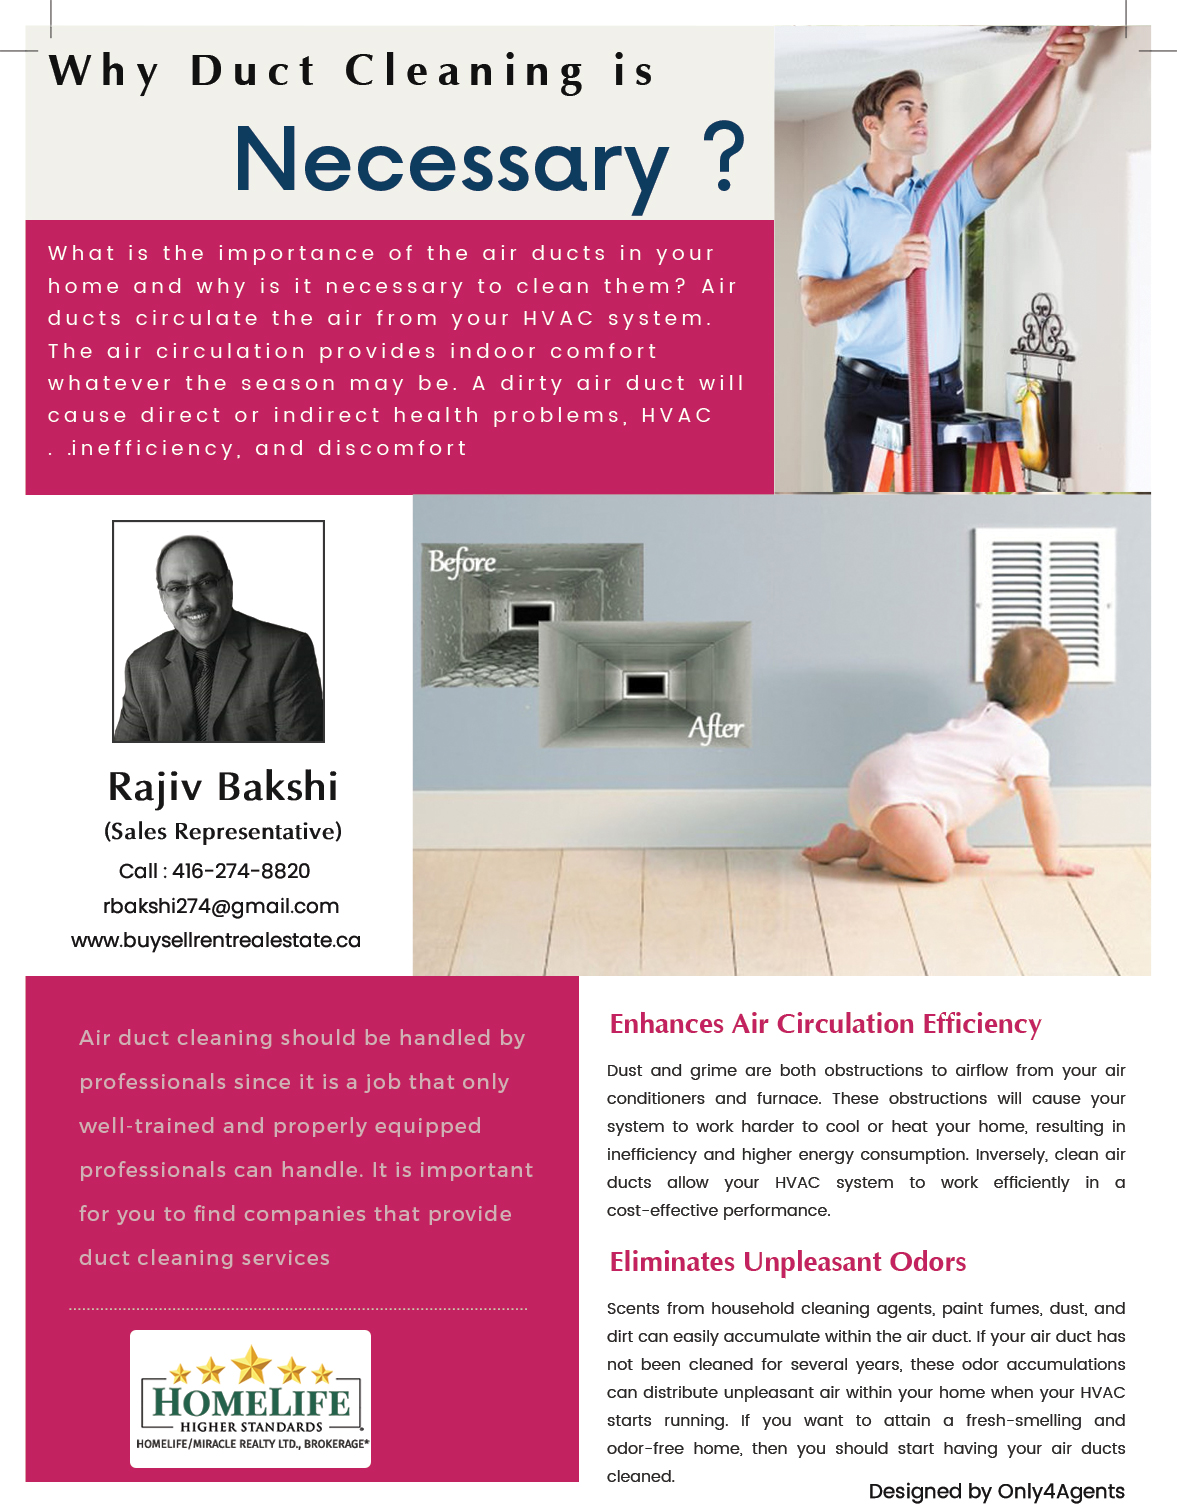 Why Duct Cleaning is
Necessary ?
What is the importance of the air ducts in your
home and why is it necessary to clean them? Air
ducts circulate the air from your HVAC system.
The air circulation provides indoor comfort
whatever the season may be. A dirty air duct will
cause direct or indirect health problems, HVAC
. .inefficiency, and discomfort
Before
After
Rajiv Bakshi
(Sales Representative)
Call : 416-274-8820
rbakshi274@gmail.com
www.buysellrentrealestate.ca
Air duct cleaning should be handled by
professionals since it is a job that only
well-trained and properly equipped
professionals can handle. It is important
for you to find companies that provide
duct cleaning services
HOMELIFE
HIGHER STANDARDS
HOMELIFE/MIRACLE REALTY LTD., BROKERAGE*
Enhances Air Circulation Efficiency
Dust and grime are both obstructions to airflow from your air
conditioners and furnace. These obstructions will cause your
system to work harder to cool or heat your home, resulting in
inefficiency and higher energy consumption. Inversely, clean air
ducts allow your HVAC system to work efficiently in a
cost-effective performance.
Eliminates Unpleasant Odors
Scents from household cleaning agents, paint fumes, dust, and
dirt can easily accumulate within the air duct. If your air duct has
not been cleaned for several years, these odor accumulations
can distribute unpleasant air within your home when your HVAC
starts running. If you want to attain a fresh-smelling and
odor-free home, then you should start having your air ducts
cleaned.
Designed by Only4Agents